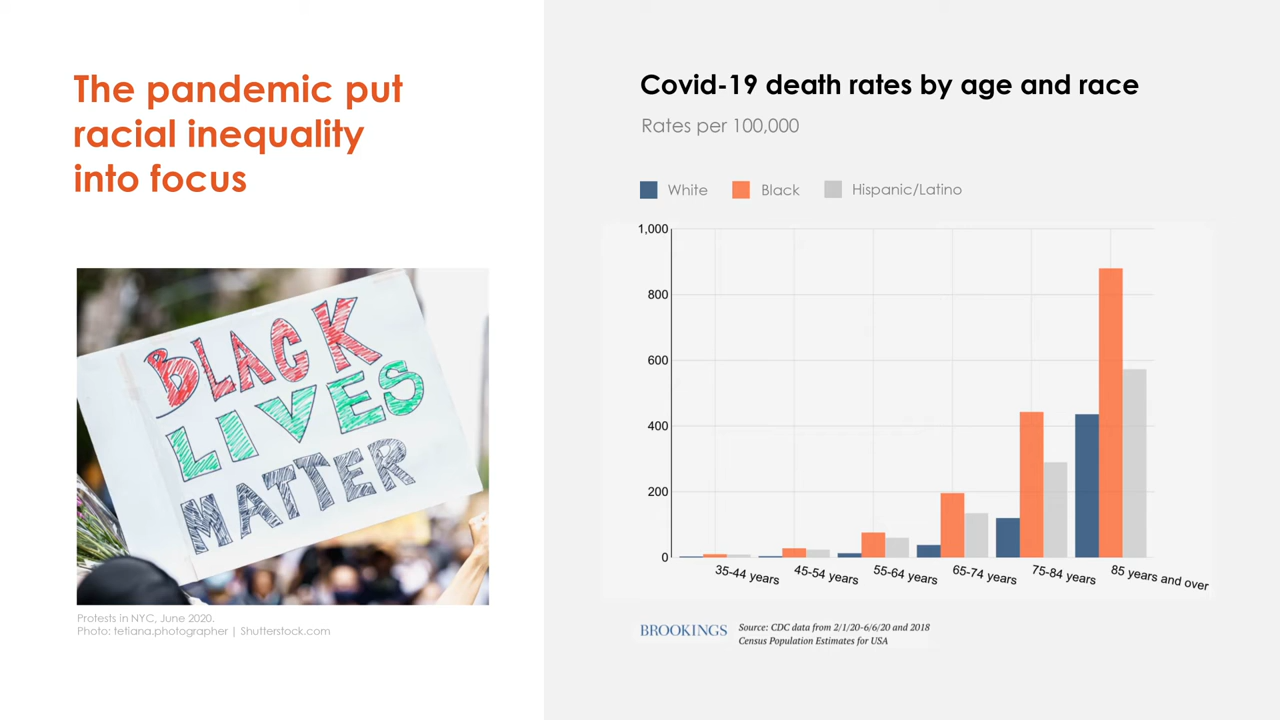 The pandemic put
racial inequality
into focus
BLACK
LIVES
MATTER
Protests in NYC, June 2020.
Photo: tetiana.photographer | Shutterstock.com
Covid-19 death rates by age and race
Rates per 100,000
White Black Hispanic/Latino
1,000
800
600
400
200
0
35-44 years 45-54 years 55-64 years 65-74 years 75-84 years 85 years and over
BROOKINGS
Source: CDC data from 2/1/20-6/6/20 and 2018
Census Population Estimates for USA